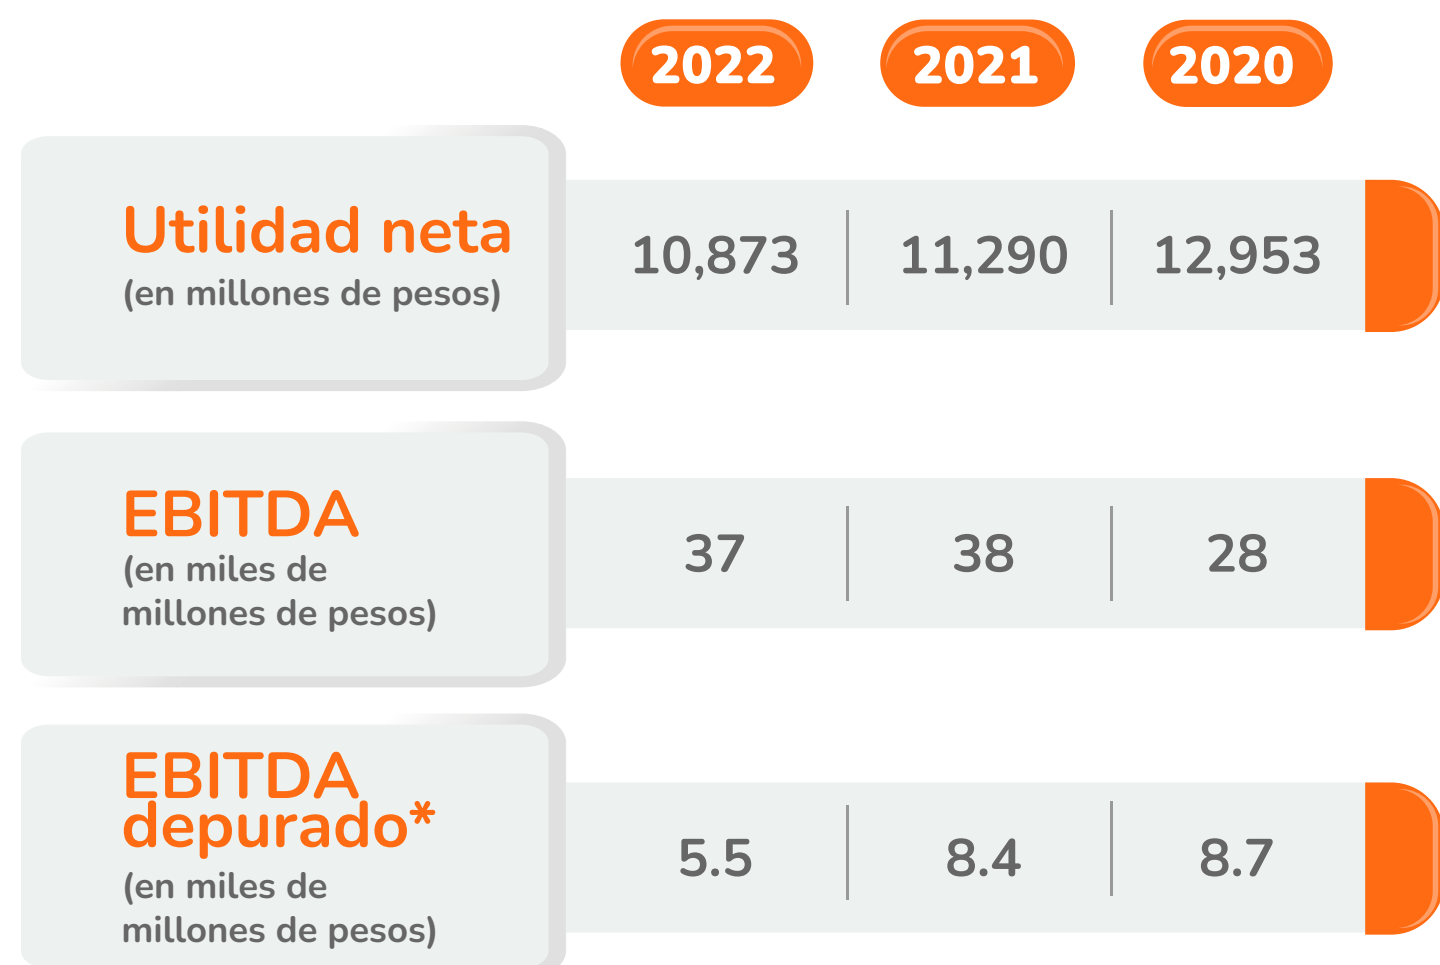 2022 2021 2020
Utilidad neta
(en millones de pesos)
10,873 11,290 12,953
EBITDA
(en miles de
millones de pesos)
37 38 28
EBITDA
depurado*
(en miles de
millones de pesos)
5.5 8.4 8.7